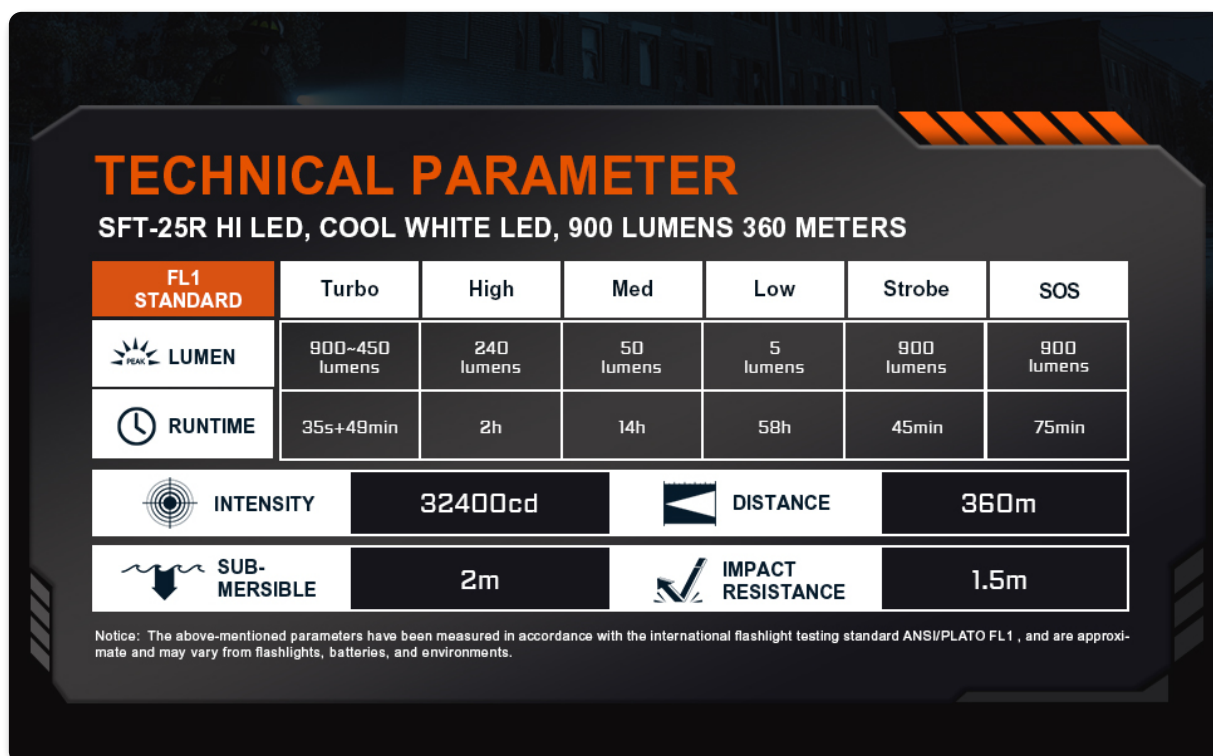 TECHNICAL PARAMETER
SFT-25R HI LED, COOL WHITE LED, 900 LUMENS 360 METERS
FL1
STANDARD
Turbo
High
Med
Low
Strobe
SOS
PEAK
LUMEN
900~450
lumens
240
lumens
50
lumens
5
lumens
900
lumens
900
lumens
RUNTIME
35s+49min
2h
14h
58h
45min
75min
INTENSITY
32400cd
DISTANCE
360m
SUB-
MERSIBLE
2m
IMPACT
RESISTANCE
1.5m
Notice: The above-mentioned parameters have been measured in accordance with the international flashlight testing standard ANSI/PLATO FL1 , and are approxi-
mate and may vary from flashlights, batteries, and environments.